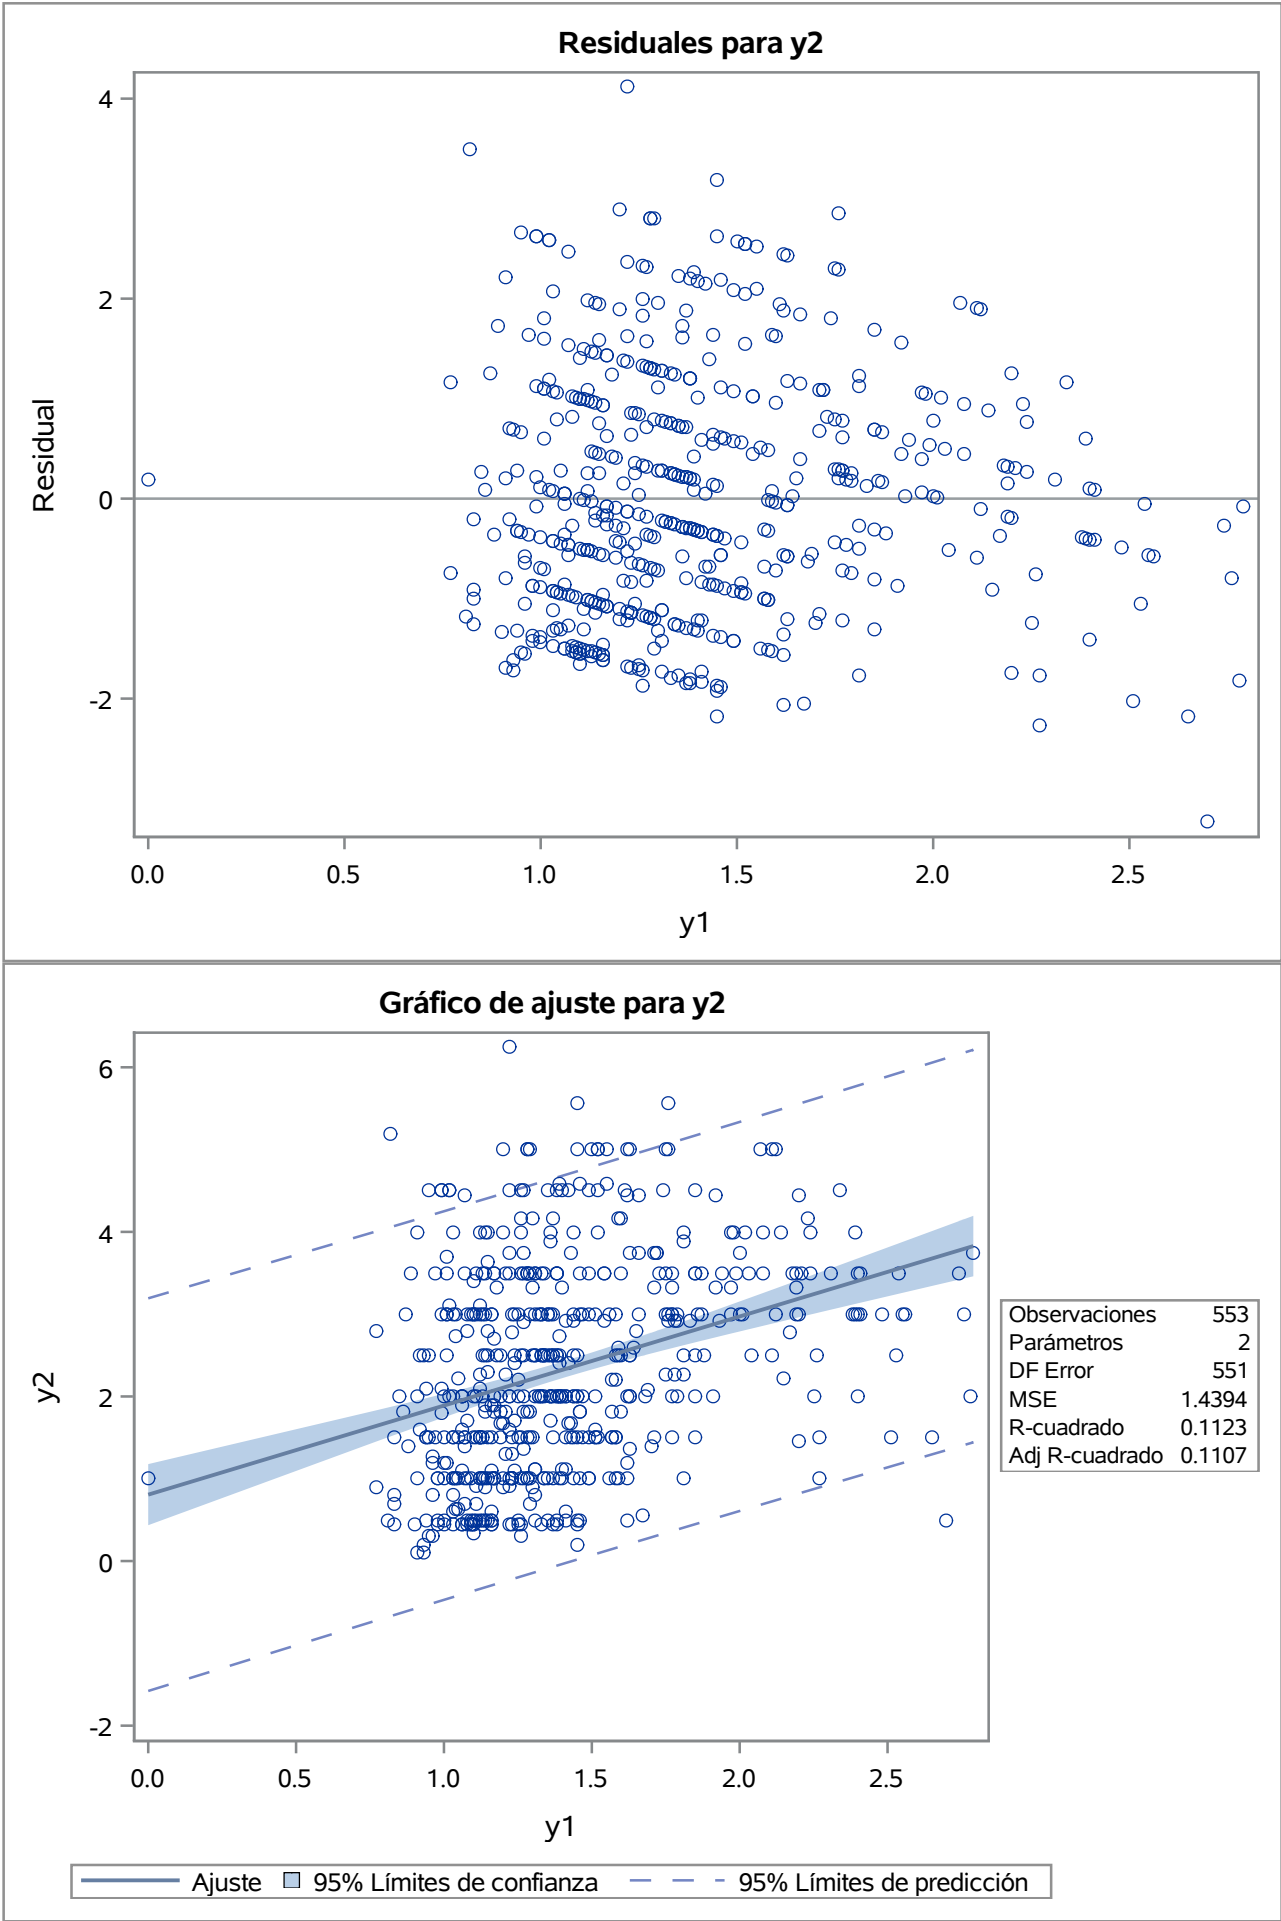 Residuales para y2
4
2
0
-2
Residual
0.0 0.5 1.0 1.5 2.0 2.5
y1
Gráfico de ajuste para y2
6
4
2
0
-2
y2
0.0 0.5 1.0 1.5 2.0 2.5
y1
Observaciones 553
Parámetros 2
DF Error 551
MSE 1.4394
R-cuadrado 0.1123
Adj R-cuadrado 0.1107
Ajuste 95% Límites de confianza 95% Límites de predicción